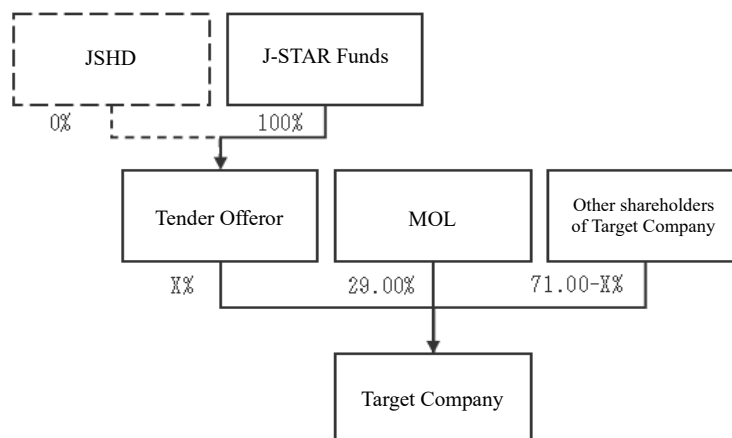 JSHD
J-STAR Funds
0%
100%
Tender Offeror
MOL
Other shareholders
of Target Company
X%
29.00%
71.00-X%
Target Company